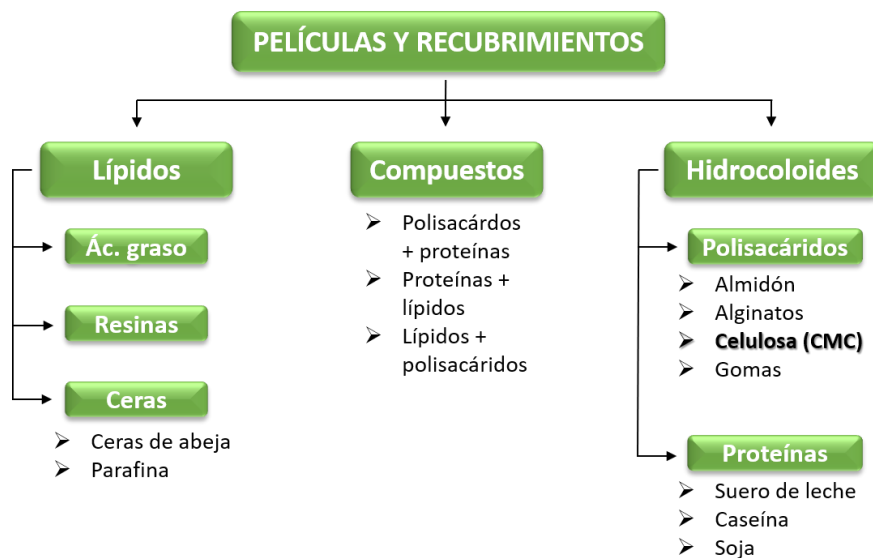 PELÍCULAS Y RECUBRIMIENTOS
Lípidos
Ác. graso
Resinas
Ceras
Ceras de abeja
Parafina
Compuestos
Polisacárdos
+ proteínas
Proteínas +
lípidos
Lípidos +
polisacáridos
Hidrocoloides
Polisacáridos
Almidón
Alginatos
Celulosa (CMC)
Gomas
Proteínas
Suero de leche
Caseína
Soja